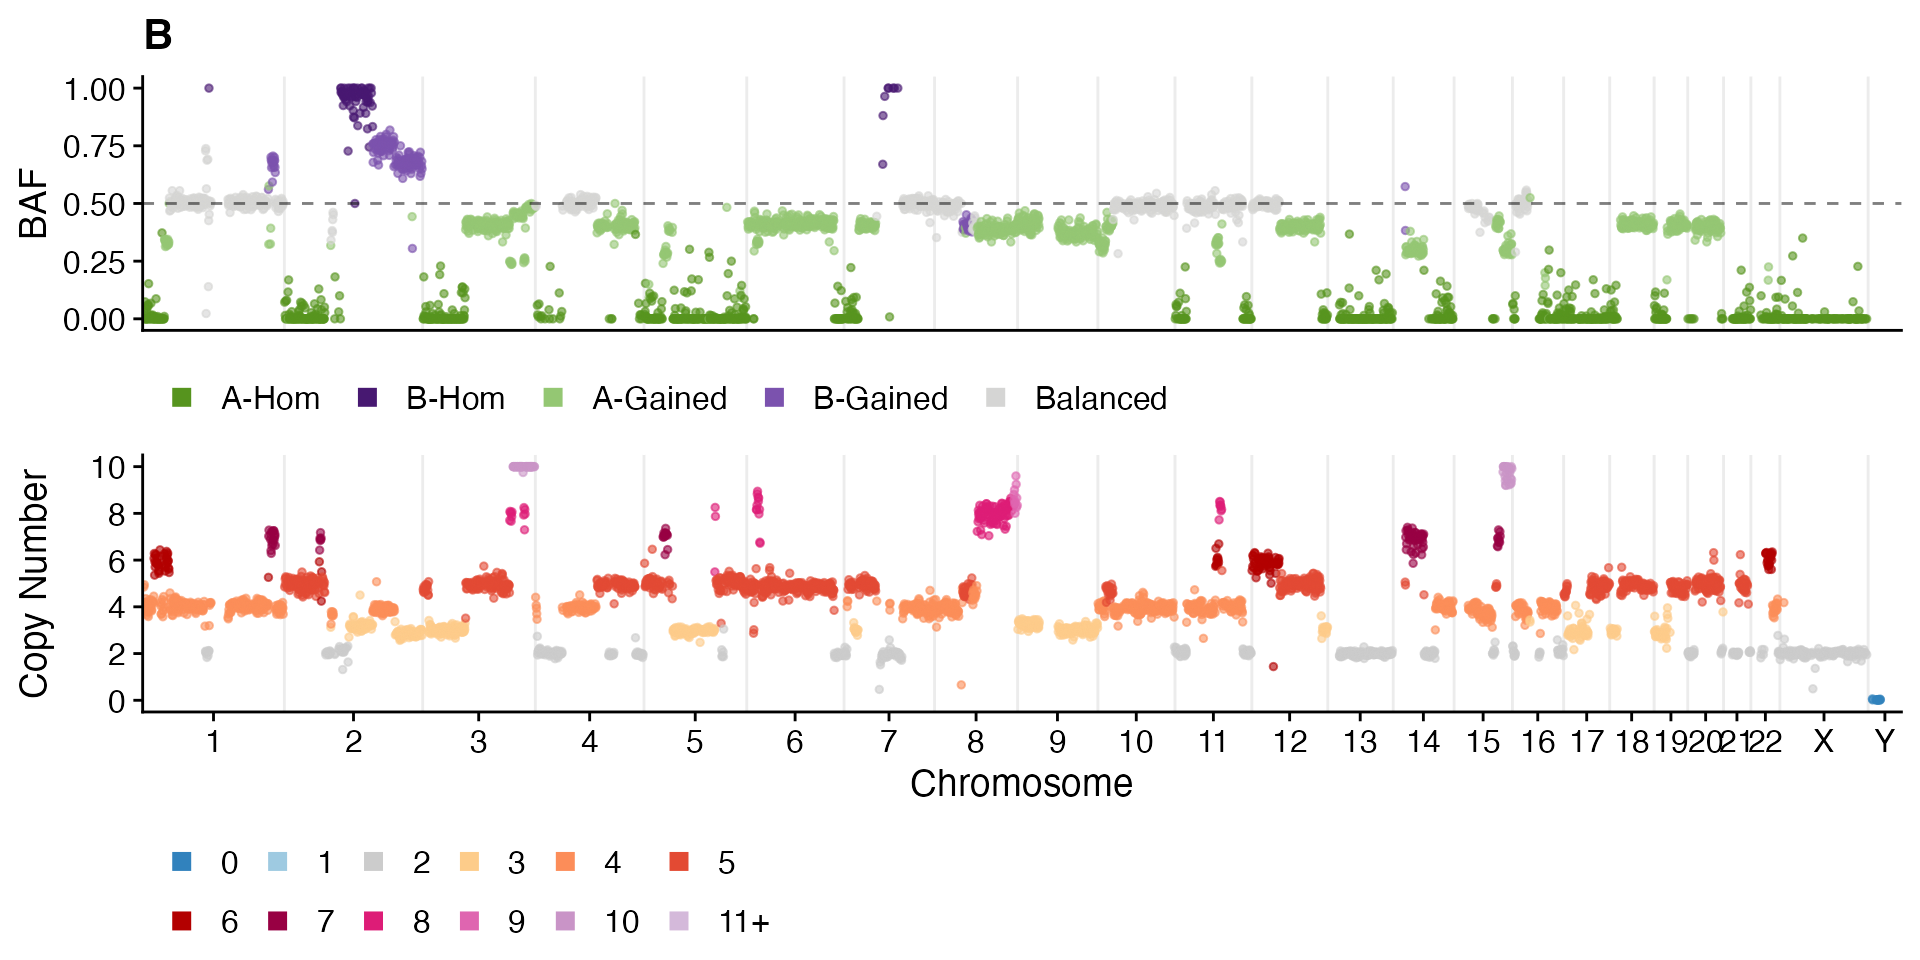 B
1.00
0.75
0.50
0.25
0.00
BAF
A-Hom B-Hom A-Gained B-Gained Balanced
10
8
6
4
2
0
Copy Number
1 2 3 4 5 6 7 8 9 10 11 12 13 14 15 16 17 18 19 20 21 22 X Y
Chromosome
0 1 2 3 4 5
6 7 8 9 10 11+